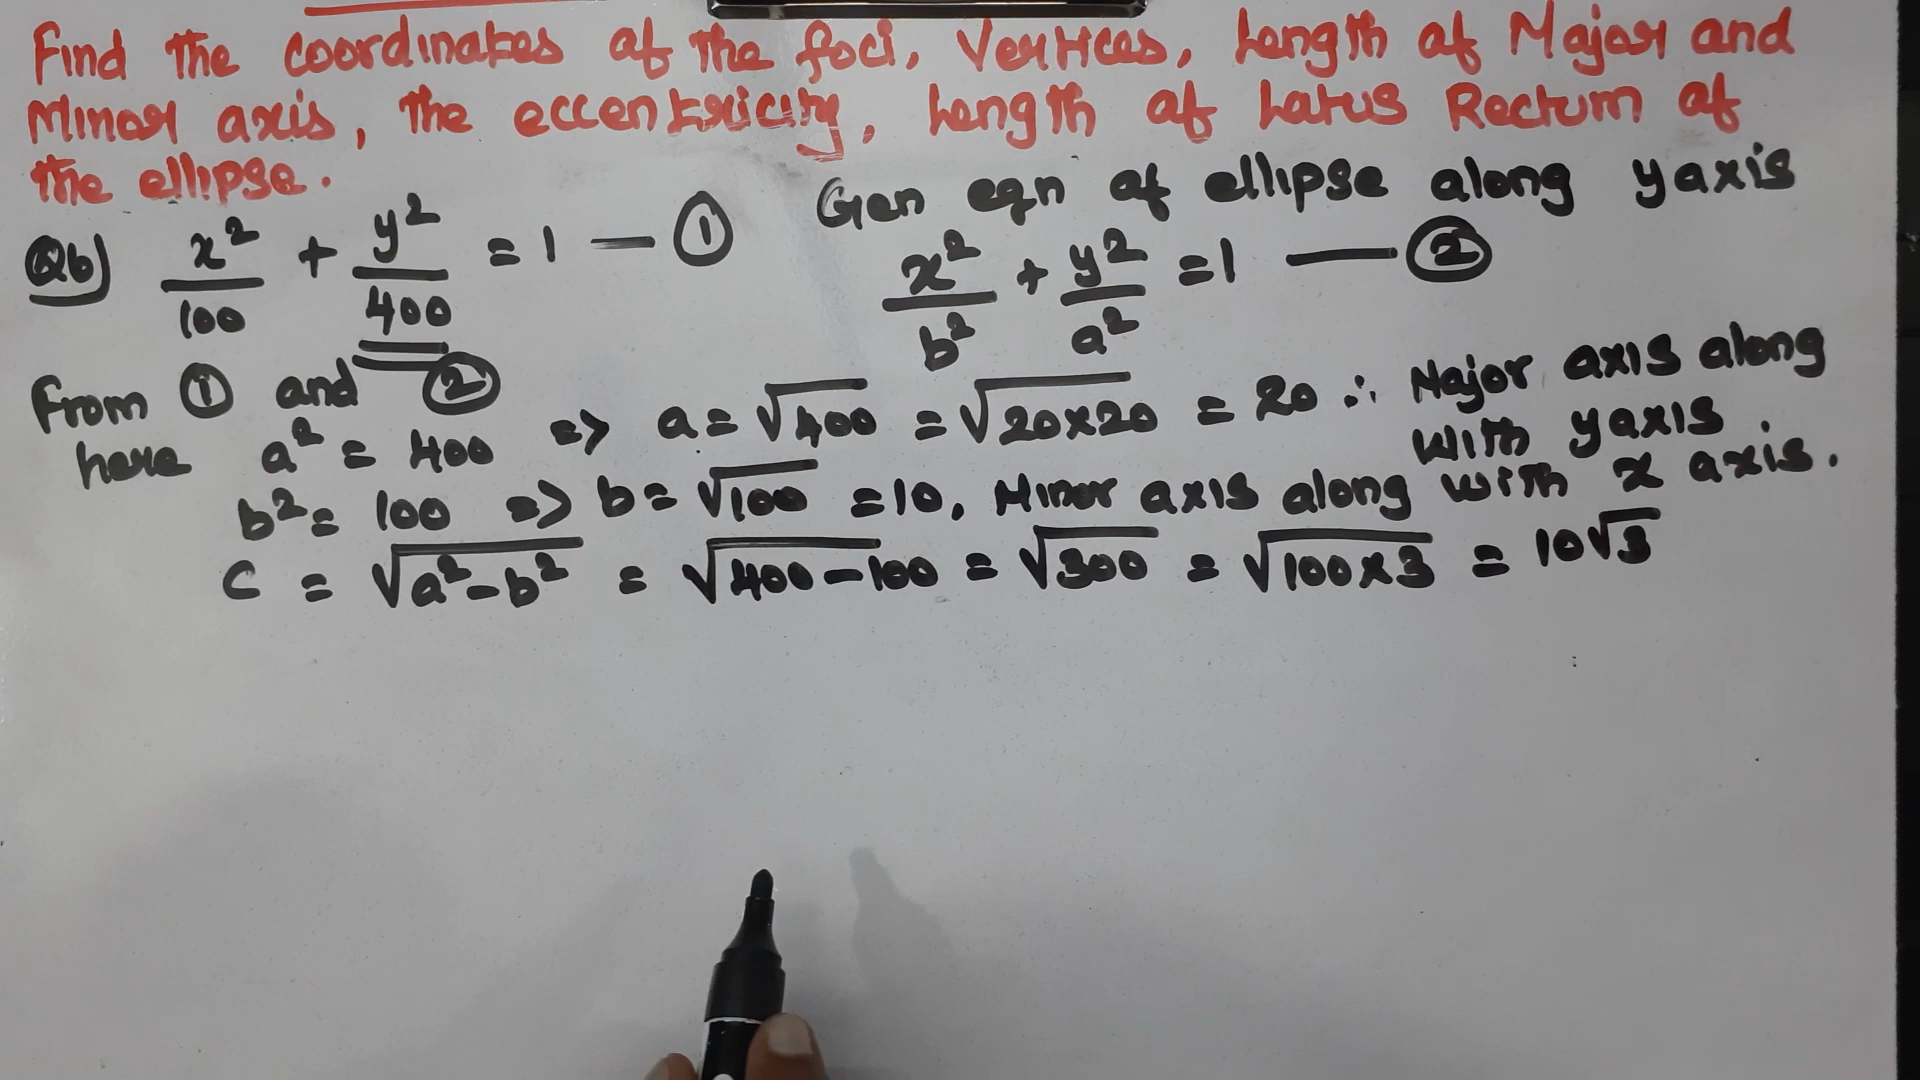 Find the coordinates of the foci, Vertices, Length of Major and
Minor axis, the eccentricity, Length of Latus Rectum of
the ellipse.
Q6) x²/100 + y²/400 = 1 — ①
Gen eqn of ellipse along y axis
x²/b² + y²/a² = 1 — ②
From ① and ②
here a² = 400 => a = √400 = √20×20 = 20 ∴ Major axis along
with y axis.
b² = 100 => b = √100 = 10, Minor axis along with x axis.
c = √a²-b² = √400-100 = √300 = √100×3 = 10√3